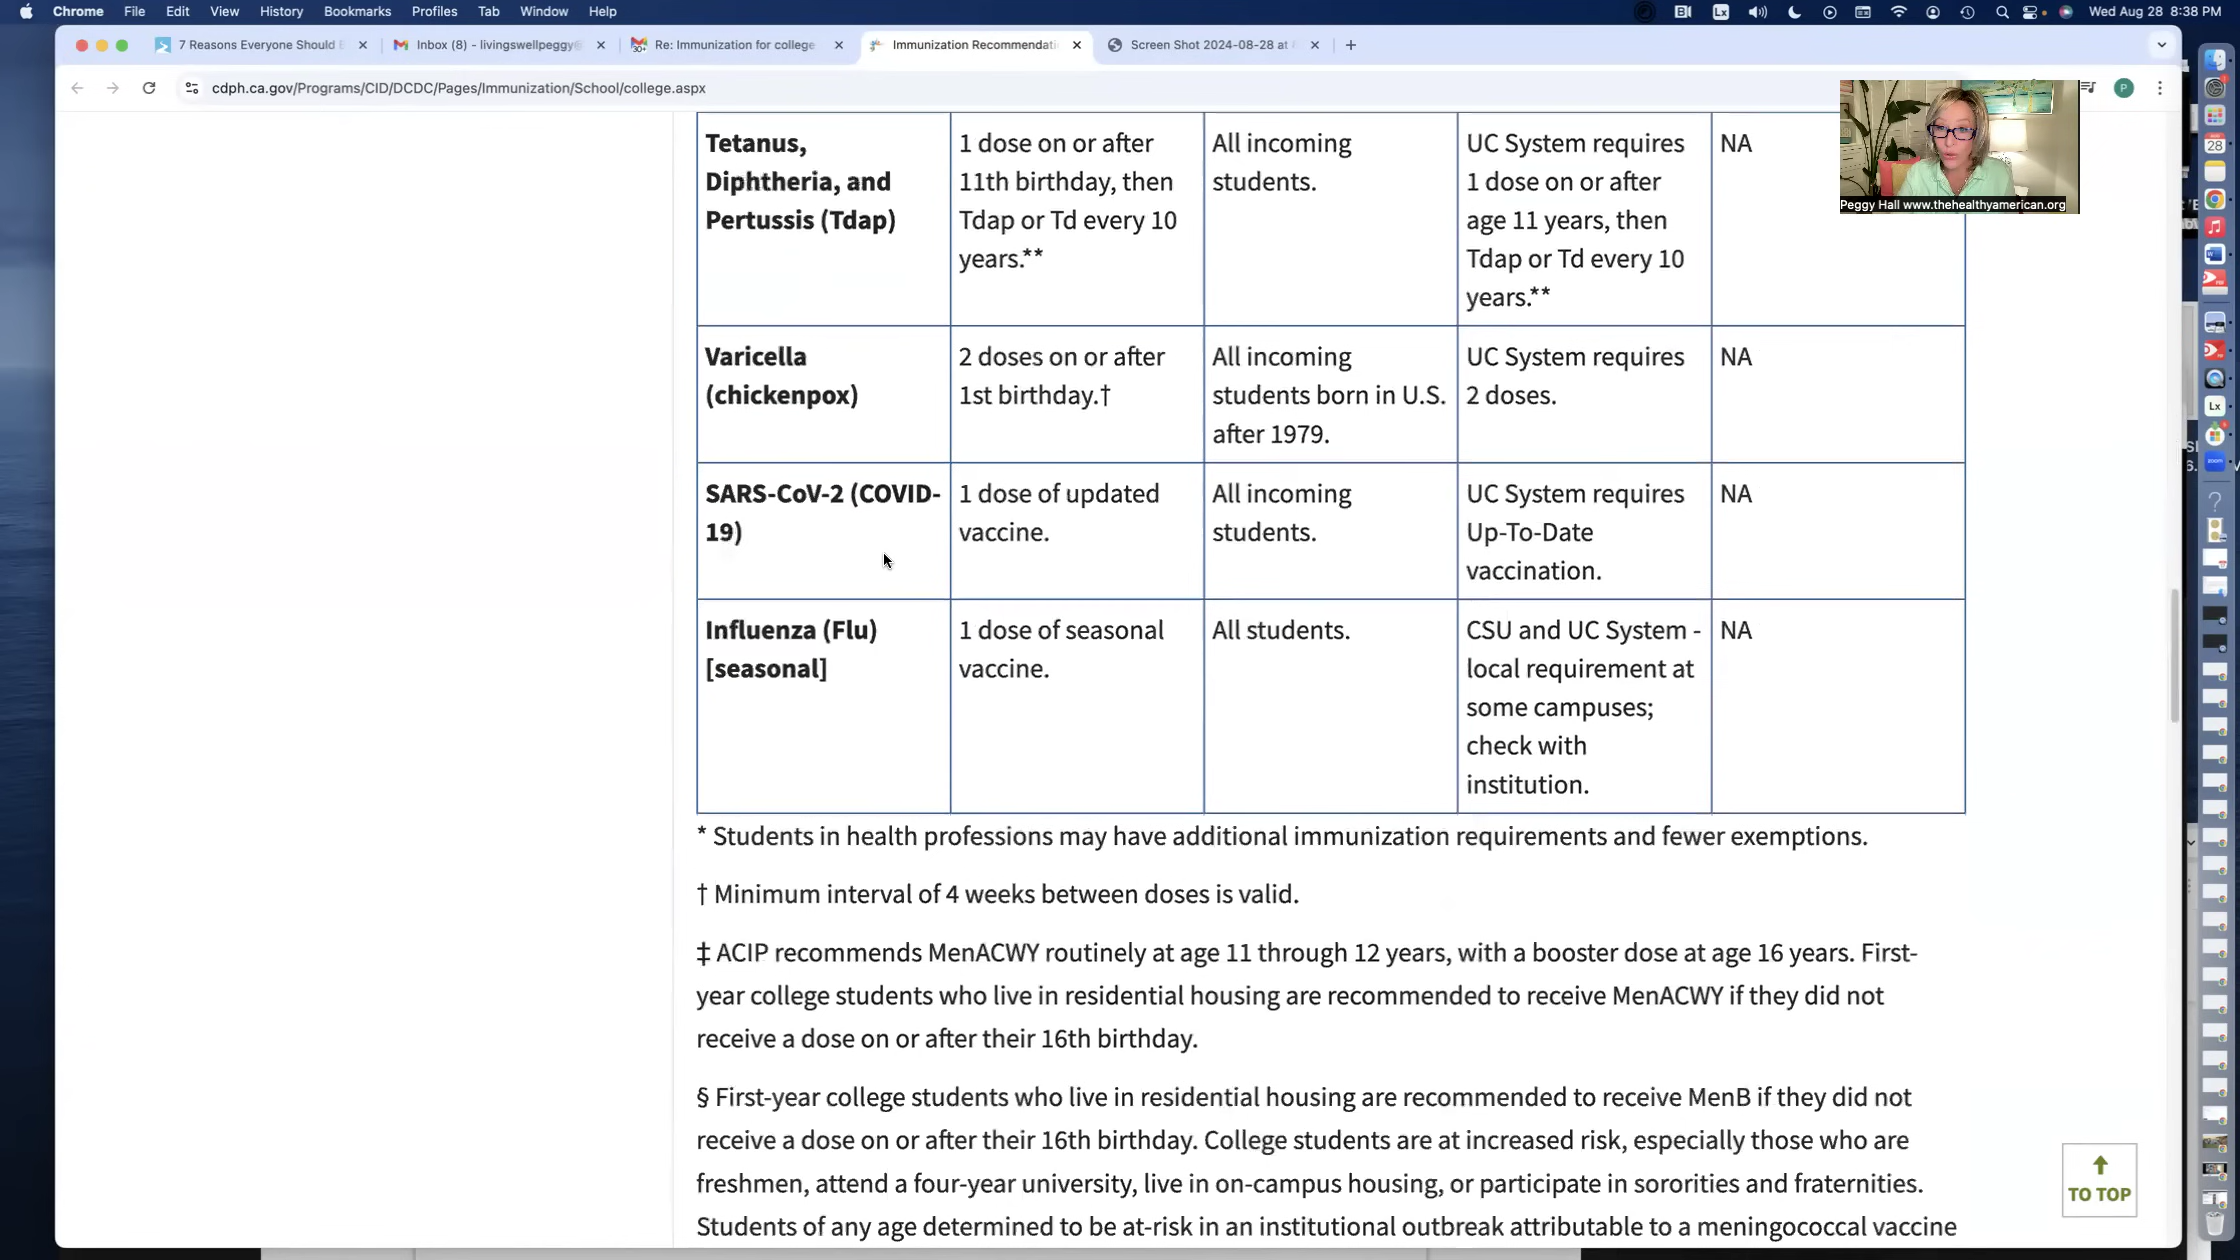 Chrome File Edit View History Bookmarks Profiles Tab Window Help Lx Wed Aug 28 8:38 PM
7 Reasons Everyone Should Inbox (8) - livingswellpeggy@ Re: Immunization for college Immunization Recommendati Screen Shot 2024-08-28 at
cdph.ca.gov/Programs/CID/DCDC/Pages/Immunization/School/college.aspx
P
Peggy Hall www.thehealthyamerican.org
Tetanus,
Diphtheria, and
Pertussis (Tdap)
1 dose on or after
11th birthday, then
Tdap or Td every 10
years.**
All incoming
students.
UC System requires
1 dose on or after
age 11 years, then
Tdap or Td every 10
years.**
NA
Varicella
(chickenpox)
2 doses on or after
1st birthday.†
All incoming
students born in U.S.
after 1979.
UC System requires
2 doses.
NA
SARS-CoV-2 (COVID-
19)
1 dose of updated
vaccine.
All incoming
students.
UC System requires
Up-To-Date
vaccination.
NA
Influenza (Flu)
[seasonal]
1 dose of seasonal
vaccine.
All students.
CSU and UC System -
local requirement at
some campuses;
check with
institution.
NA
* Students in health professions may have additional immunization requirements and fewer exemptions.
† Minimum interval of 4 weeks between doses is valid.
‡ ACIP recommends MenACWY routinely at age 11 through 12 years, with a booster dose at age 16 years. First-
year college students who live in residential housing are recommended to receive MenACWY if they did not
receive a dose on or after their 16th birthday.
§ First-year college students who live in residential housing are recommended to receive MenB if they did not
receive a dose on or after their 16th birthday. College students are at increased risk, especially those who are
freshmen, attend a four-year university, live in on-campus housing, or participate in sororities and fraternities.
Students of any age determined to be at-risk in an institutional outbreak attributable to a meningococcal vaccine
TO TOP
28
Lx
zoom